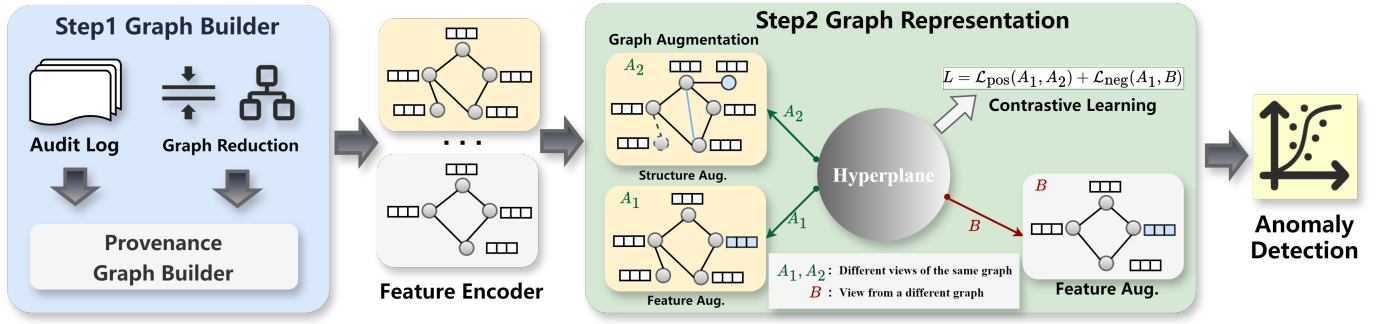 Step1 Graph Builder
Audit Log
Graph Reduction
Provenance
Graph Builder
Feature Encoder
. . .
Step2 Graph Representation
Graph Augmentation
A₂
Structure Aug.
A₁
Feature Aug.
A₂
A₁
Hyperplane
L = ℒpos(A₁, A₂) + ℒneg(A₁, B)
Contrastive Learning
B
B
Feature Aug.
A₁, A₂ : Different views of the same graph
B : View from a different graph
Anomaly
Detection